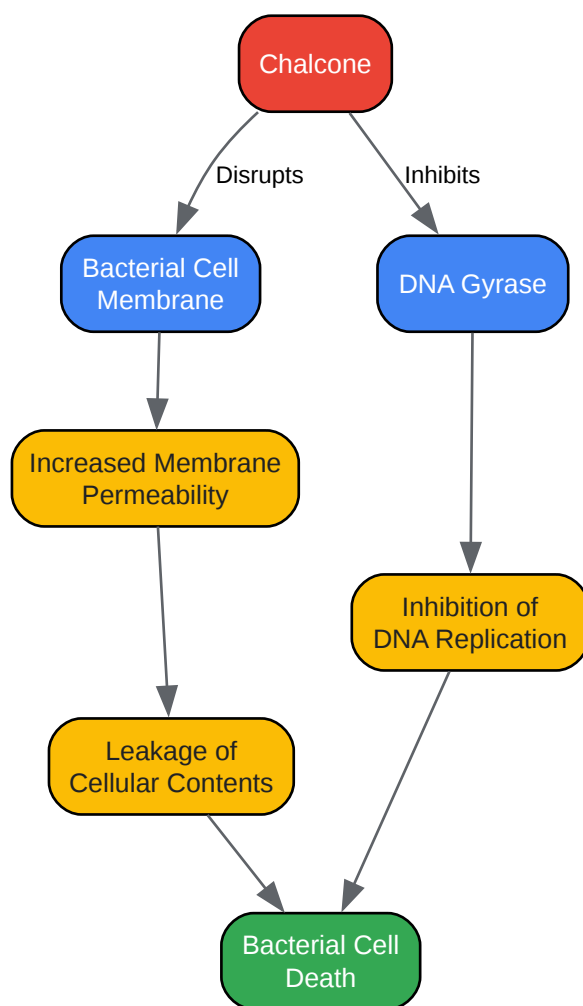 Chalcone
Disrupts
Inhibits
Bacterial Cell
Membrane
DNA Gyrase
Increased Membrane
Permeability
Inhibition of
DNA Replication
Leakage of
Cellular Contents
Bacterial Cell
Death